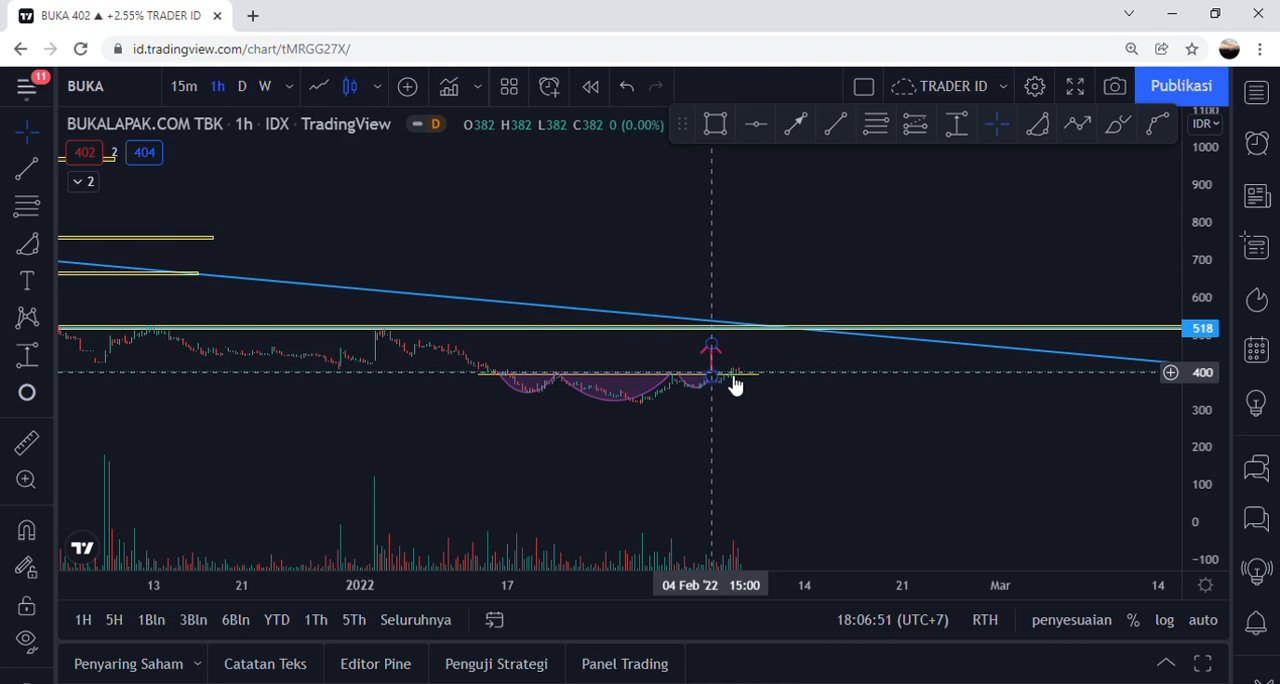 BUKA 402 ▲ +2.55% TRADER ID
id.tradingview.com/chart/tMRGG27X/
11
BUKA
15m 1h D W
TRADER ID
Publikasi
BUKALAPAK.COM TBK · 1h · IDX · TradingView
D
O382 H382 L382 C382 0 (0.00%)
IDR
402 2 404
2
1000
900
800
700
600
518
400
300
200
100
0
−100
13 21 2022 17 04 Feb '22 15:00 14 21 Mar 14
1H 5H 1Bln 3Bln 6Bln YTD 1Th 5Th Seluruhnya
18:06:51 (UTC+7) RTH penyesuaian % log auto
Penyaring Saham Catatan Teks Editor Pine Penguji Strategi Panel Trading